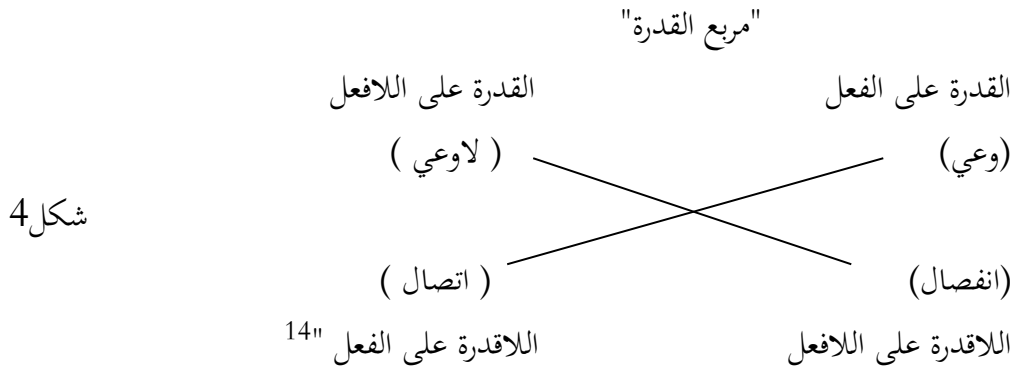 "مربع القدرة"
القدرة على الفعل القدرة على اللافعل
(وعي) ( لاوعي )
شكل4
(انفصال) ( اتصال )
اللاقدرة على اللافعل اللاقدرة على الفعل "14